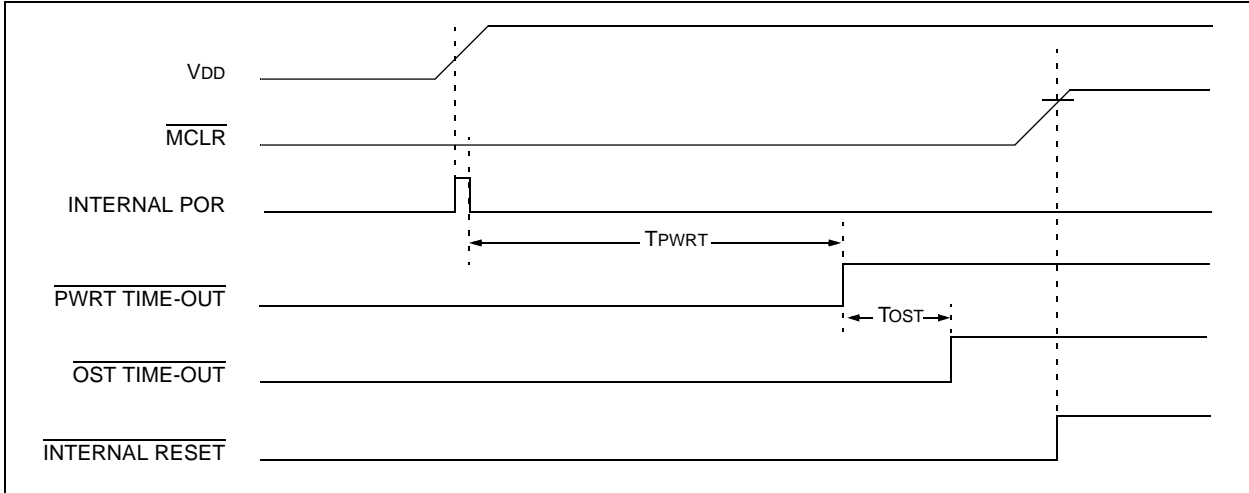 VDD
MCLR
INTERNAL POR
TPWRT
PWRT TIME-OUT
TOST
OST TIME-OUT
INTERNAL RESET